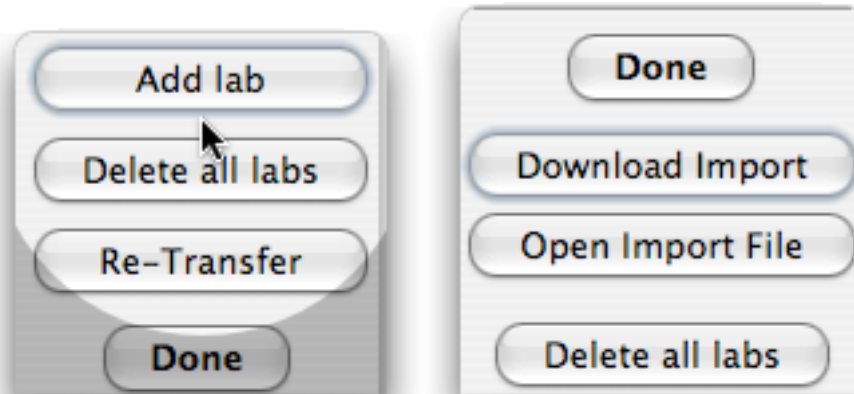 Add lab
Delete all labs
Re-Transfer
Done
Done
Download Import
Open Import File
Delete all labs